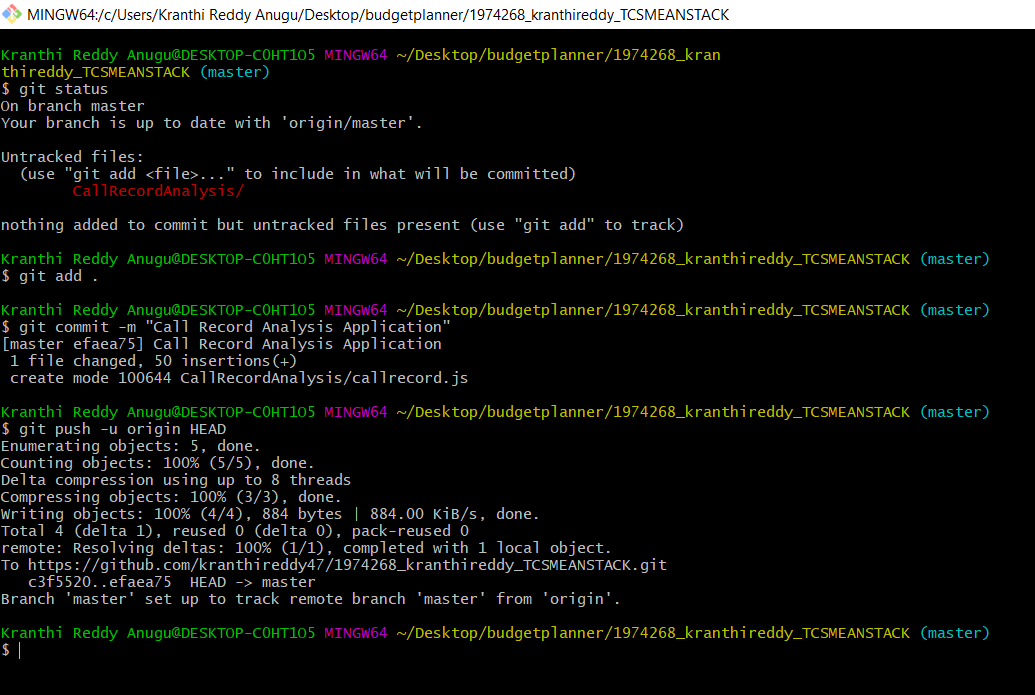 MINGW64:/c/Users/Kranthi Reddy Anugu/Desktop/budgetplanner/1974268_kranthireddy_TCSMEANSTACK
Kranthi Reddy Anugu@DESKTOP-C0HT1O5 MINGW64 ~/Desktop/budgetplanner/1974268_kran
thireddy_TCSMEANSTACK (master)
$ git status
On branch master
Your branch is up to date with 'origin/master'.
Untracked files:
  (use "git add <file>..." to include in what will be committed)
        CallRecordAnalysis/
nothing added to commit but untracked files present (use "git add" to track)
Kranthi Reddy Anugu@DESKTOP-C0HT1O5 MINGW64 ~/Desktop/budgetplanner/1974268_kranthireddy_TCSMEANSTACK (master)
$ git add .
Kranthi Reddy Anugu@DESKTOP-C0HT1O5 MINGW64 ~/Desktop/budgetplanner/1974268_kranthireddy_TCSMEANSTACK (master)
$ git commit -m "Call Record Analysis Application"
[master efaea75] Call Record Analysis Application
 1 file changed, 50 insertions(+)
 create mode 100644 CallRecordAnalysis/callrecord.js
Kranthi Reddy Anugu@DESKTOP-C0HT1O5 MINGW64 ~/Desktop/budgetplanner/1974268_kranthireddy_TCSMEANSTACK (master)
$ git push -u origin HEAD
Enumerating objects: 5, done.
Counting objects: 100% (5/5), done.
Delta compression using up to 8 threads
Compressing objects: 100% (3/3), done.
Writing objects: 100% (4/4), 884 bytes | 884.00 KiB/s, done.
Total 4 (delta 1), reused 0 (delta 0), pack-reused 0
remote: Resolving deltas: 100% (1/1), completed with 1 local object.
To https://github.com/kranthireddy47/1974268_kranthireddy_TCSMEANSTACK.git
   c3f5520..efaea75  HEAD -> master
Branch 'master' set up to track remote branch 'master' from 'origin'.
Kranthi Reddy Anugu@DESKTOP-C0HT1O5 MINGW64 ~/Desktop/budgetplanner/1974268_kranthireddy_TCSMEANSTACK (master)
$